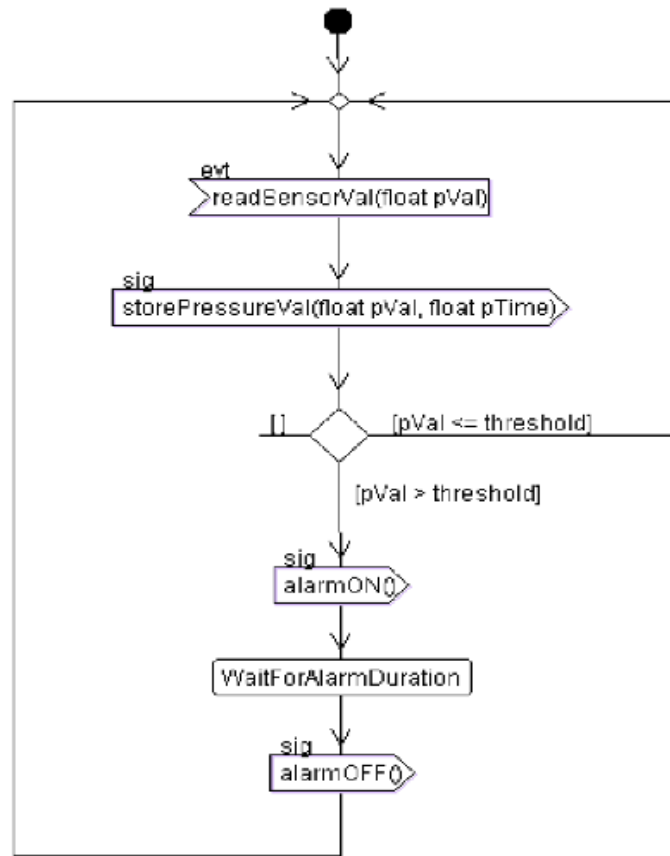 evt
readSensorVal(float pVal)
sig
storePressureVal(float pVal, float pTime)
[ ] [pVal <= threshold]
[pVal > threshold]
sig
alarmON()
WaitForAlarmDuration
sig
alarmOFF()